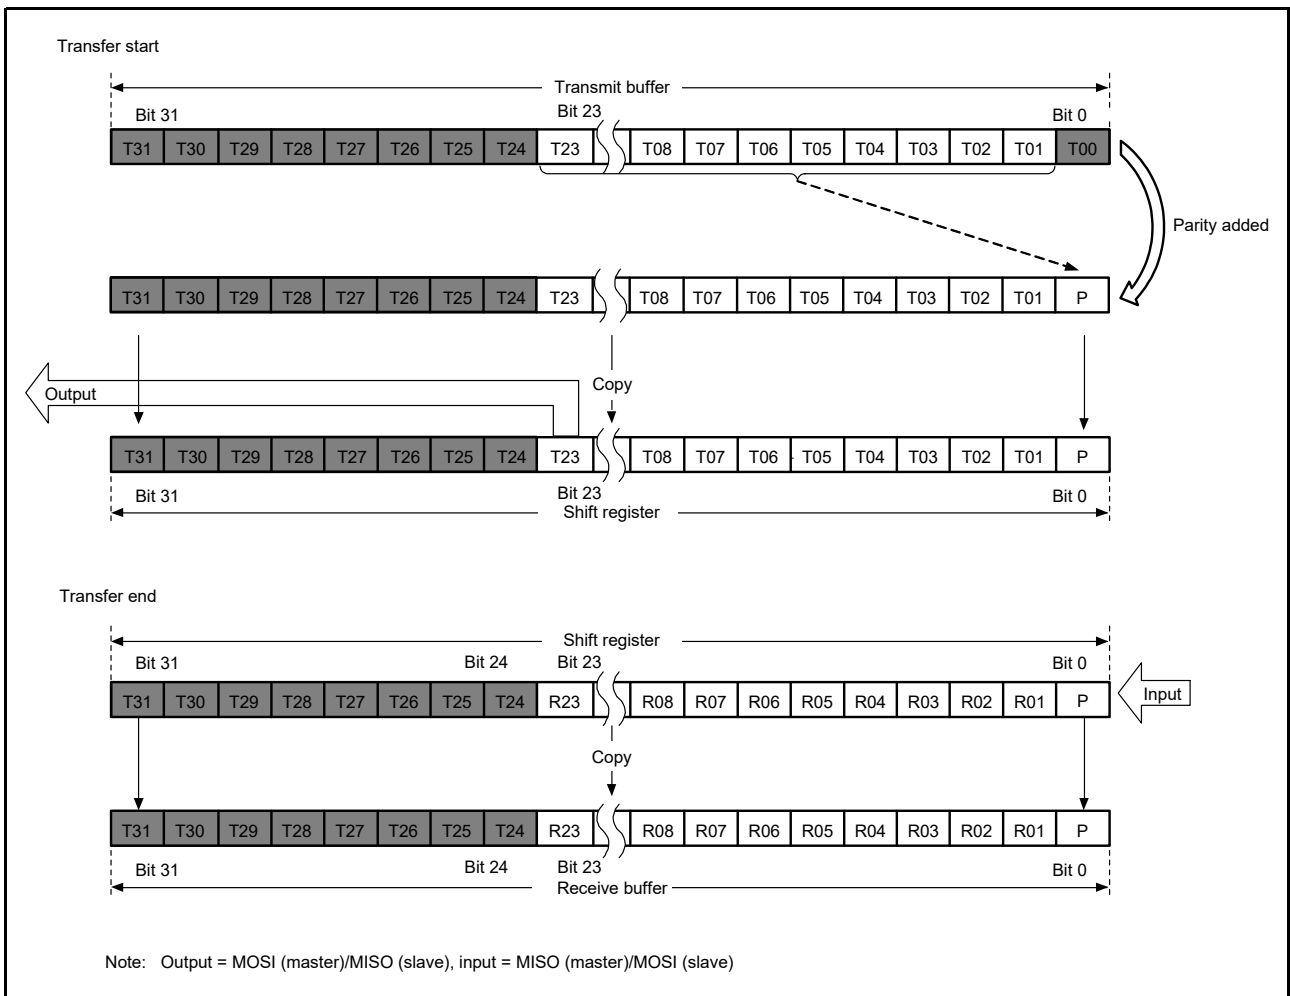 Transfer start
Transmit buffer
Bit 31 Bit 23 Bit 0
T31 T30 T29 T28 T27 T26 T25 T24 T23 T08 T07 T06 T05 T04 T03 T02 T01 T00
Parity added
T31 T30 T29 T28 T27 T26 T25 T24 T23 T08 T07 T06 T05 T04 T03 T02 T01 P
Copy
Output
T31 T30 T29 T28 T27 T26 T25 T24 T23 T08 T07 T06 T05 T04 T03 T02 T01 P
Bit 31 Bit 23 Bit 0
Shift register
Transfer end
Shift register
Bit 31 Bit 24 Bit 23 Bit 0
T31 T30 T29 T28 T27 T26 T25 T24 R23 R08 R07 R06 R05 R04 R03 R02 R01 P
Input
Copy
T31 T30 T29 T28 T27 T26 T25 T24 R23 R08 R07 R06 R05 R04 R03 R02 R01 P
Bit 31 Bit 24 Bit 23 Bit 0
Receive buffer
Note: Output = MOSI (master)/MISO (slave), input = MISO (master)/MOSI (slave)